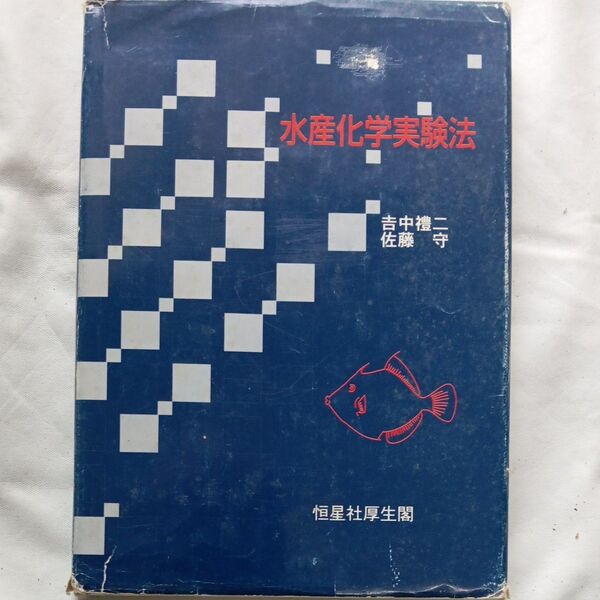 水産化学実験法
吉中禮二
佐藤 守
恒星社厚生閣